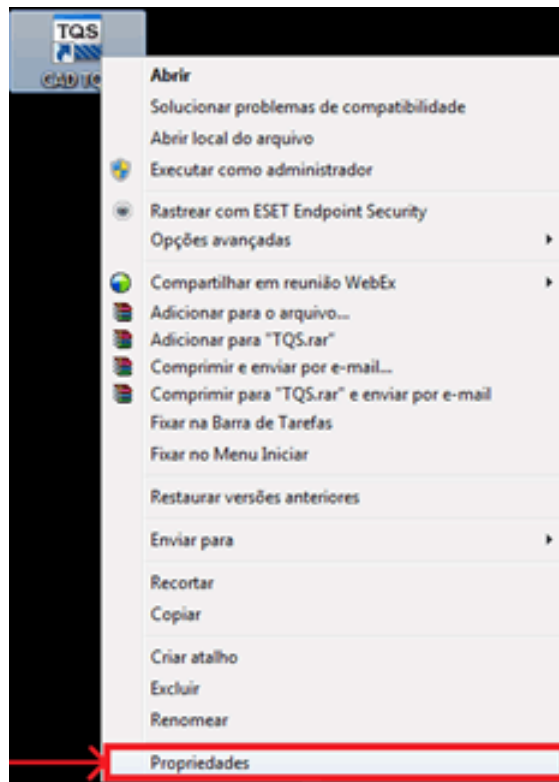 TQS
CAD TQ
Abrir
Solucionar problemas de compatibilidade
Abrir local do arquivo
Executar como administrador
Rastrear com ESET Endpoint Security
Opções avançadas
Compartilhar em reunião WebEx
Adicionar para o arquivo...
Adicionar para "TQS.rar"
Comprimir e enviar por e-mail...
Comprimir para "TQS.rar" e enviar por e-mail
Fixar na Barra de Tarefas
Fixar no Menu Iniciar
Restaurar versões anteriores
Enviar para
Recortar
Copiar
Criar atalho
Excluir
Renomear
Propriedades